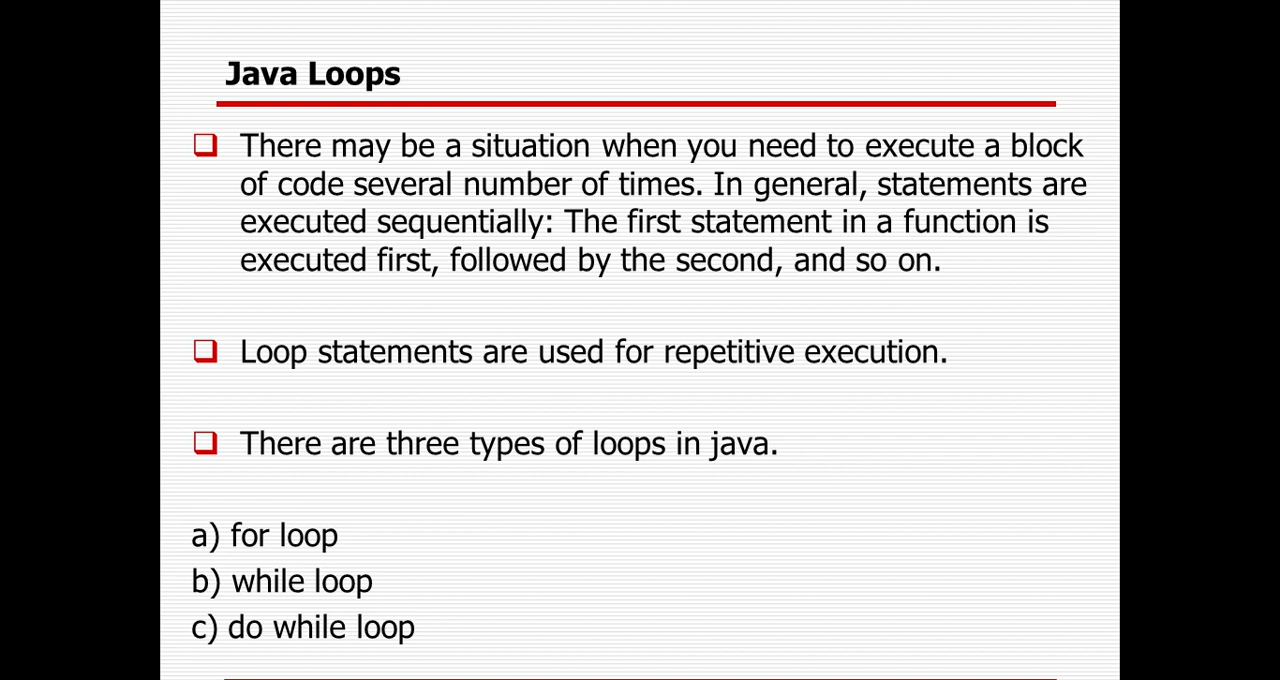 Java Loops
There may be a situation when you need to execute a block
of code several number of times. In general, statements are
executed sequentially: The first statement in a function is
executed first, followed by the second, and so on.
Loop statements are used for repetitive execution.
There are three types of loops in java.
a) for loop
b) while loop
c) do while loop